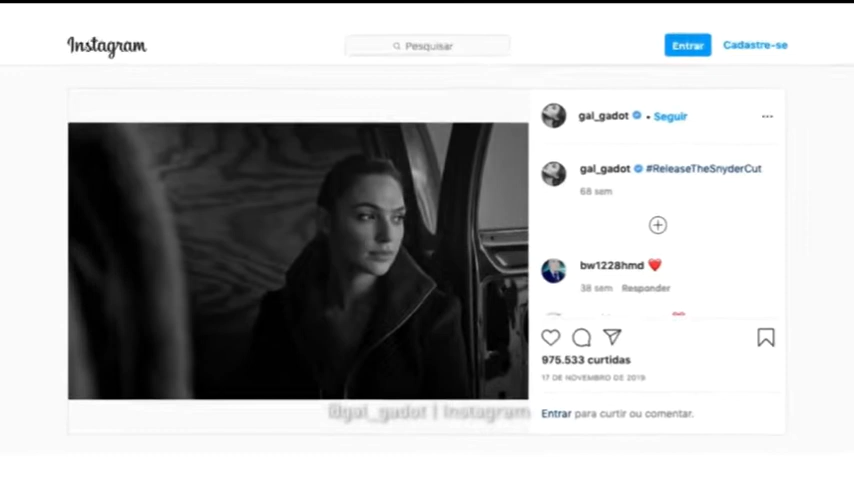 Instagram
Pesquisar
Entrar
Cadastre-se
gal_gadot • Seguir
gal_gadot #ReleaseTheSnyderCut
68 sem
bw1228hmd ❤️
38 sem Responder
975.533 curtidas
17 DE NOVEMBRO DE 2019
@gal_gadot | Instagram
Entrar para curtir ou comentar.